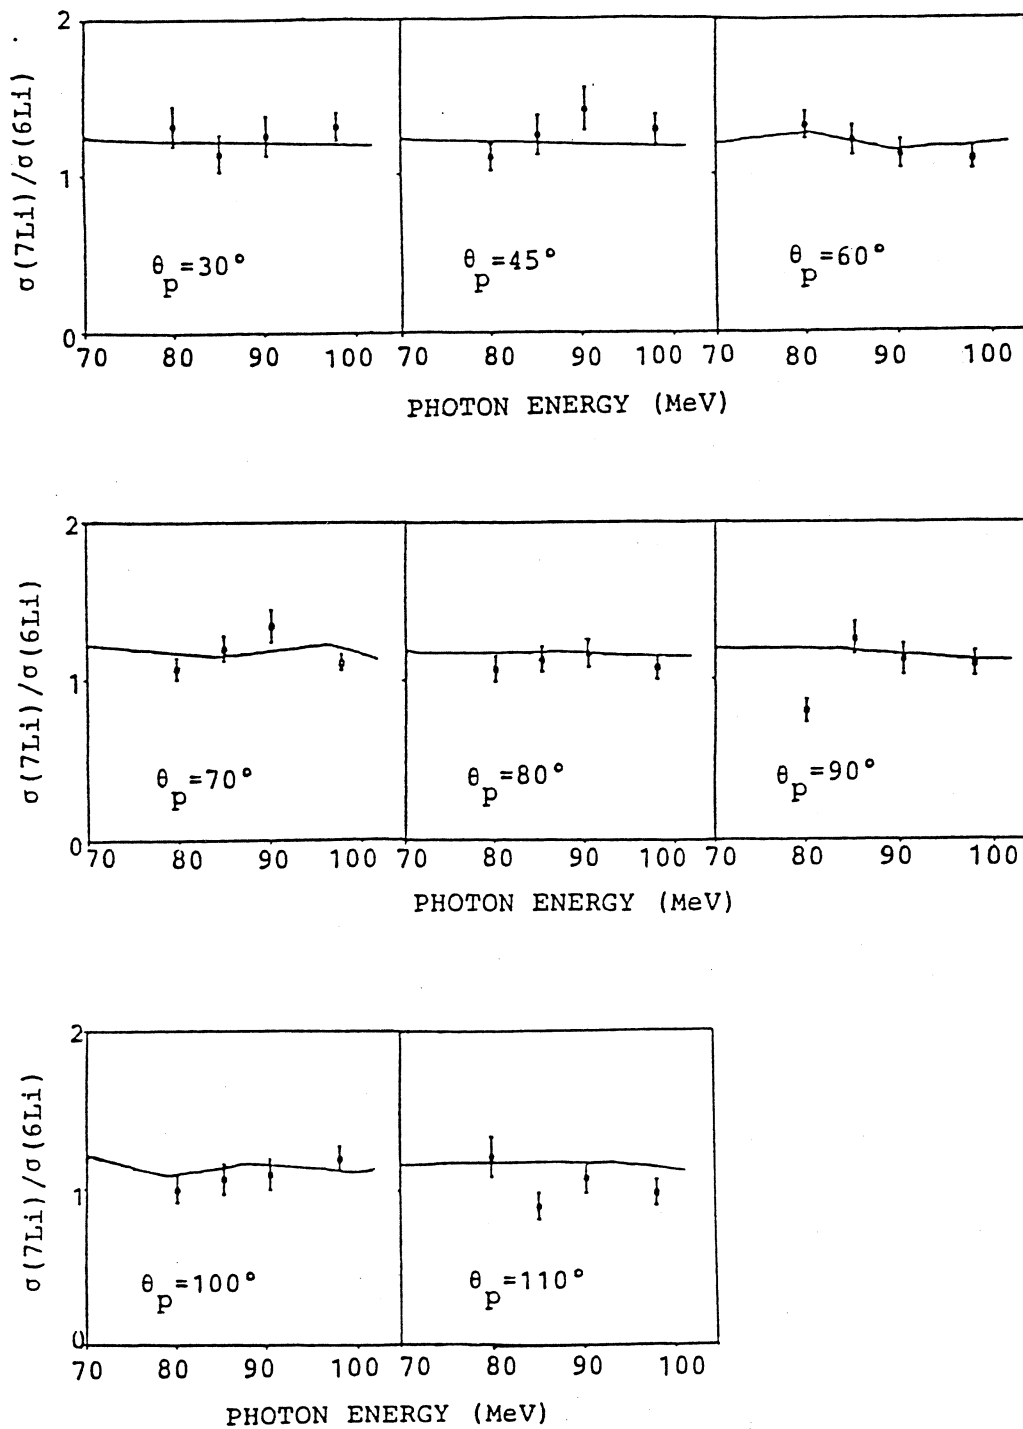 2
σ(7Li)/σ(6Li)
1
0
θp=30°
θp=45°
θp=60°
70 80 90 100 70 80 90 100 70 80 90 100
PHOTON ENERGY (MeV)
2
σ(7Li)/σ(6Li)
1
0
θp=70°
θp=80°
θp=90°
70 80 90 100 70 80 90 100 70 80 90 100
PHOTON ENERGY (MeV)
2
σ(7Li)/σ(6Li)
1
0
θp=100°
θp=110°
70 80 90 100 70 80 90 100
PHOTON ENERGY (MeV)